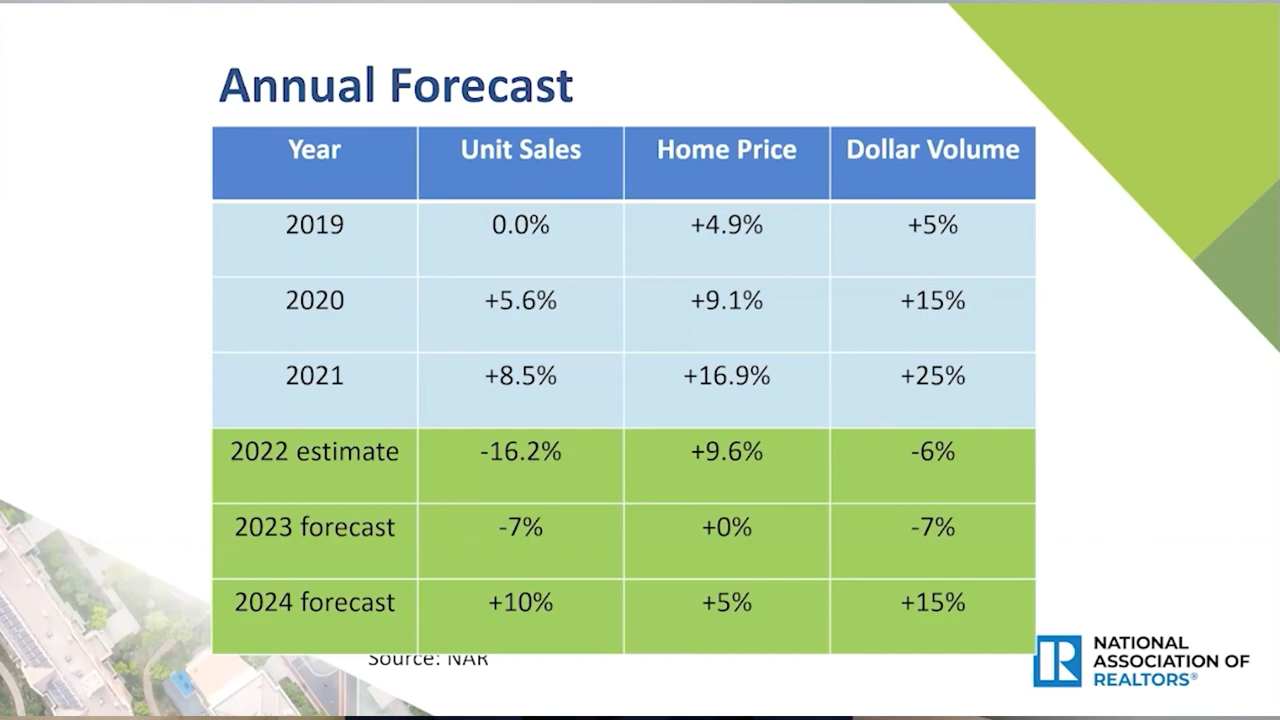 Annual Forecast
Year Unit Sales Home Price Dollar Volume
2019 0.0% +4.9% +5%
2020 +5.6% +9.1% +15%
2021 +8.5% +16.9% +25%
2022 estimate -16.2% +9.6% -6%
2023 forecast -7% +0% -7%
2024 forecast +10% +5% +15%
Source: NAR
R
NATIONAL
ASSOCIATION OF
REALTORS®